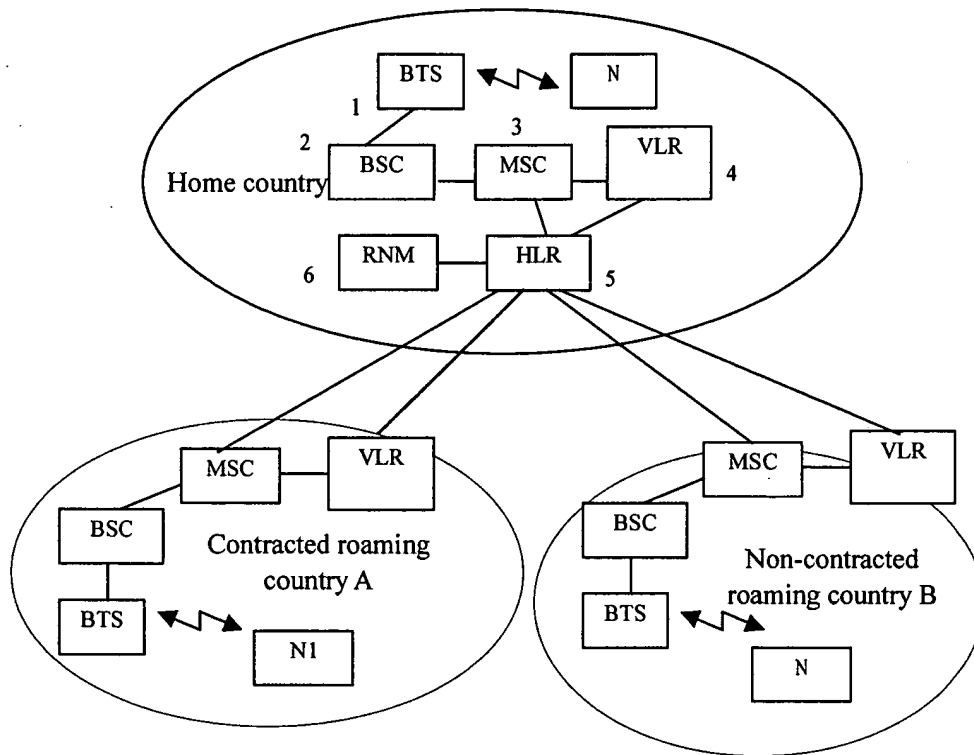 BTS
N
1
2
3
VLR
BSC
MSC
4
Home country
RNM
HLR
6
5
MSC
VLR
BSC
Contracted roaming
country A
BTS
N1
MSC
VLR
BSC
Non-contracted
roaming country B
BTS
N